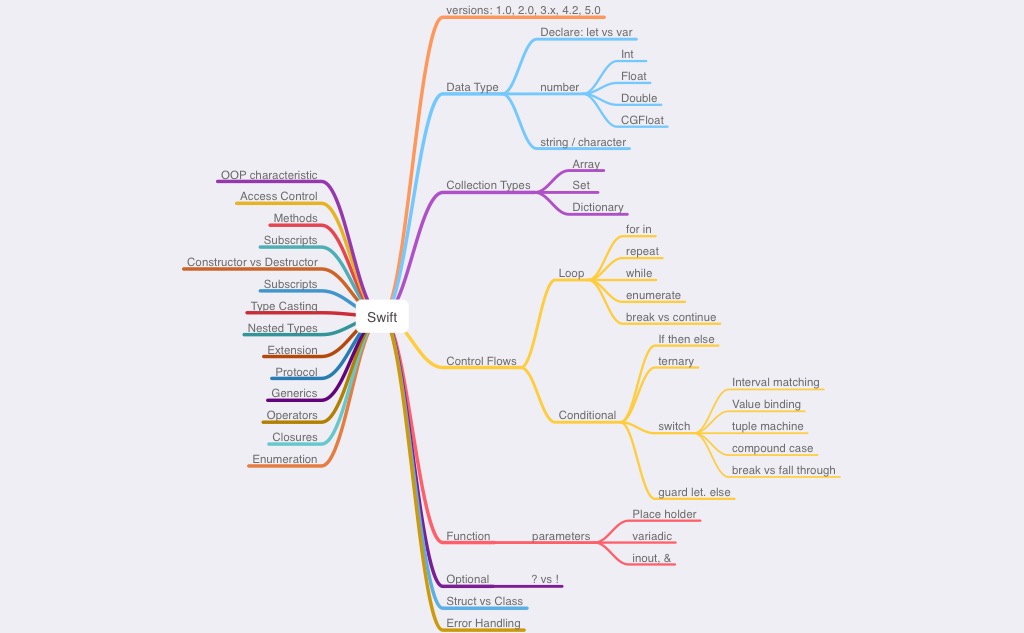 versions: 1.0, 2.0, 3.x, 4.2, 5.0
Declare: let vs var
Int
Float
Data Type
number
Double
CGFloat
string / character
Array
Collection Types
Set
Dictionary
for in
repeat
Loop
while
enumerate
break vs continue
If then else
Control Flows
ternary
Interval matching
Value binding
Conditional
switch
tuple machine
compound case
break vs fall through
guard let. else
Place holder
Function
parameters
variadic
inout, &
Optional
? vs !
Struct vs Class
Error Handling
Swift
OOP characteristic
Access Control
Methods
Subscripts
Constructor vs Destructor
Subscripts
Type Casting
Nested Types
Extension
Protocol
Generics
Operators
Closures
Enumeration